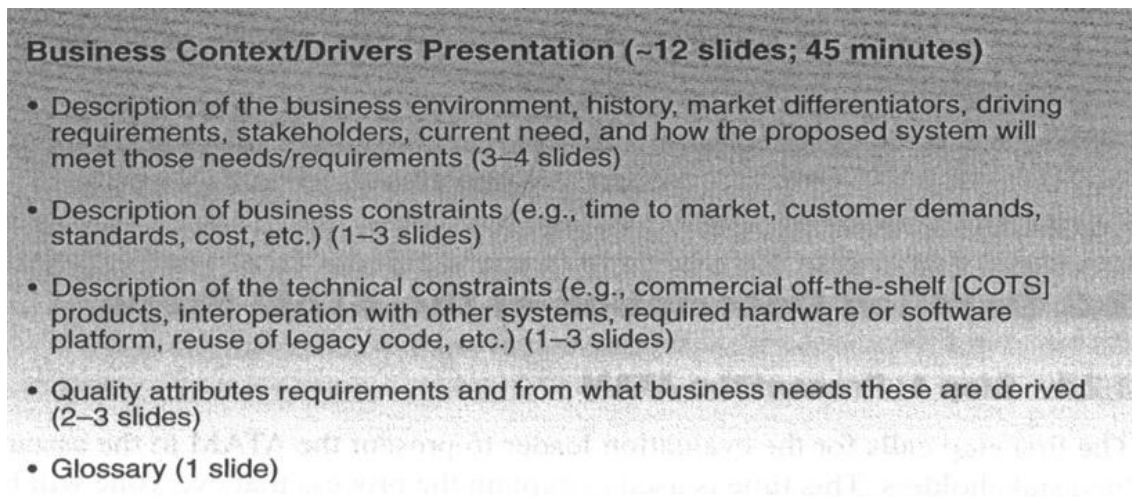 Business Context/Drivers Presentation (~12 slides; 45 minutes)
• Description of the business environment, history, market differentiators, driving
requirements, stakeholders, current need, and how the proposed system will
meet those needs/requirements (3–4 slides)
• Description of business constraints (e.g., time to market, customer demands,
standards, cost, etc.) (1–3 slides)
• Description of the technical constraints (e.g., commercial off-the-shelf [COTS]
products, interoperation with other systems, required hardware or software
platform, reuse of legacy code, etc.) (1–3 slides)
• Quality attributes requirements and from what business needs these are derived
(2–3 slides)
• Glossary (1 slide)